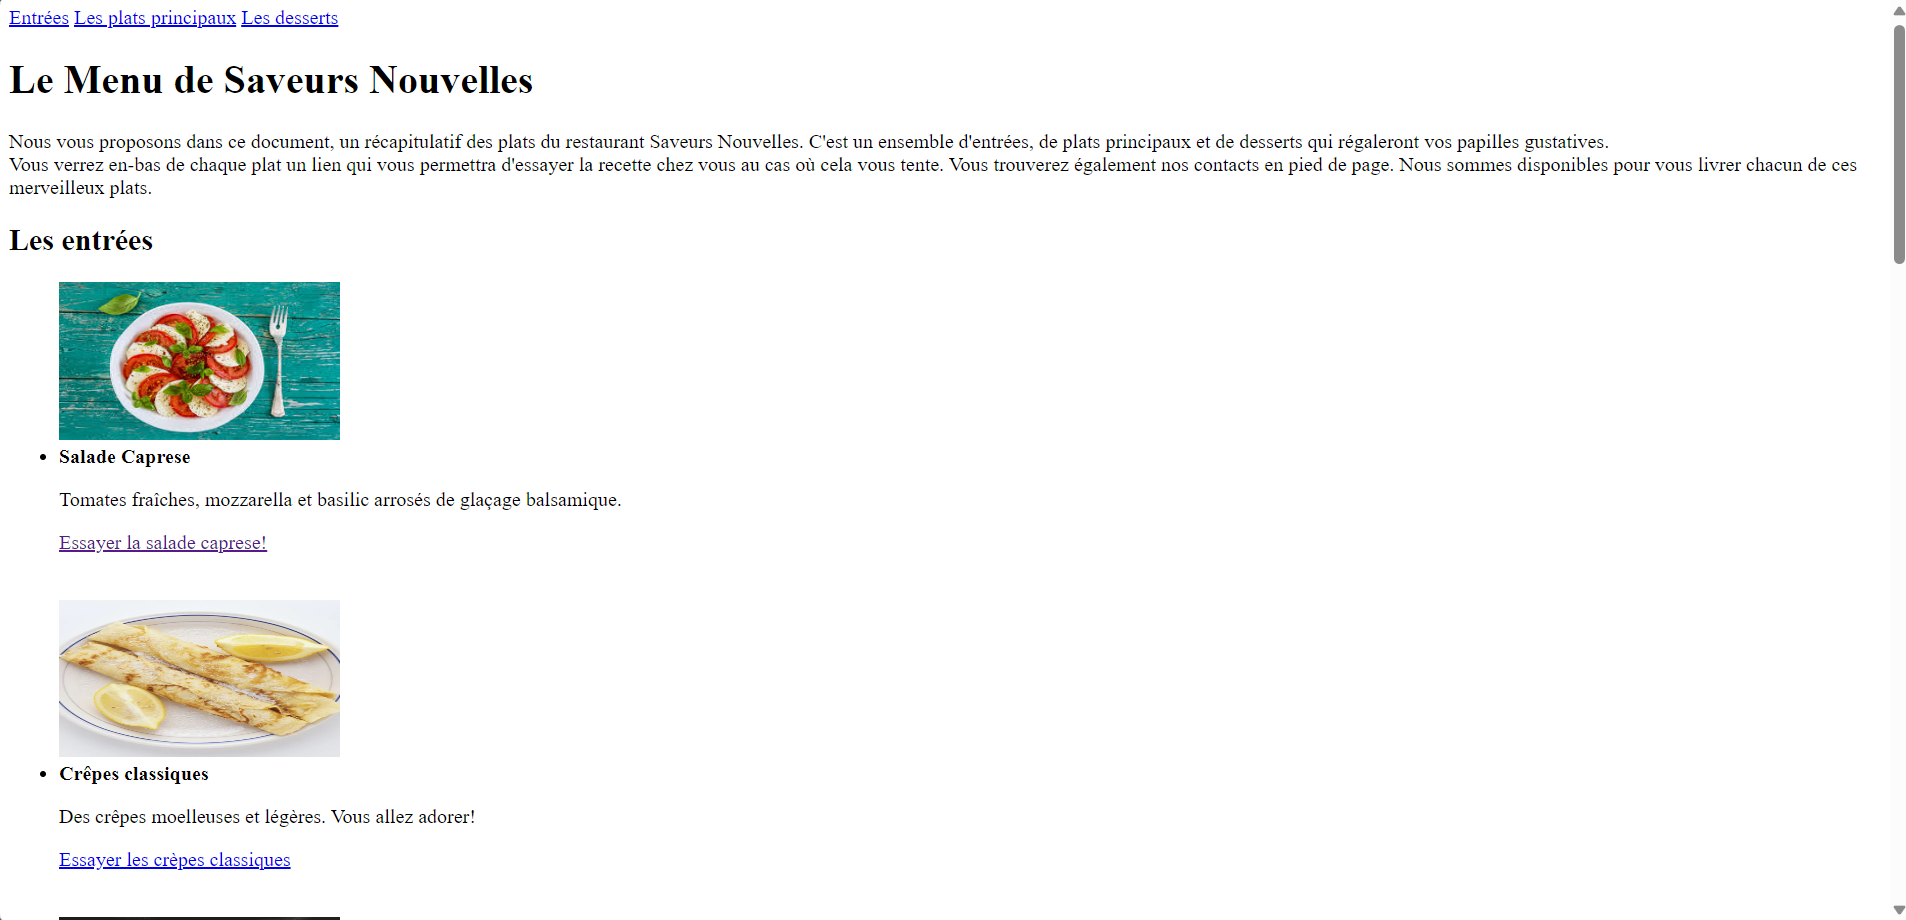 Entrées Les plats principaux Les desserts
Le Menu de Saveurs Nouvelles
Nous vous proposons dans ce document, un récapitulatif des plats du restaurant Saveurs Nouvelles. C'est un ensemble d'entrées, de plats principaux et de desserts qui régaleront vos papilles gustatives.
Vous verrez en-bas de chaque plat un lien qui vous permettra d'essayer la recette chez vous au cas où cela vous tente. Vous trouverez également nos contacts en pied de page. Nous sommes disponibles pour vous livrer chacun de ces
merveilleux plats.
Les entrées
Salade Caprese
Tomates fraîches, mozzarella et basilic arrosés de glaçage balsamique.
Essayer la salade caprese!
Crêpes classiques
Des crêpes moelleuses et légères. Vous allez adorer!
Essayer les crèpes classiques